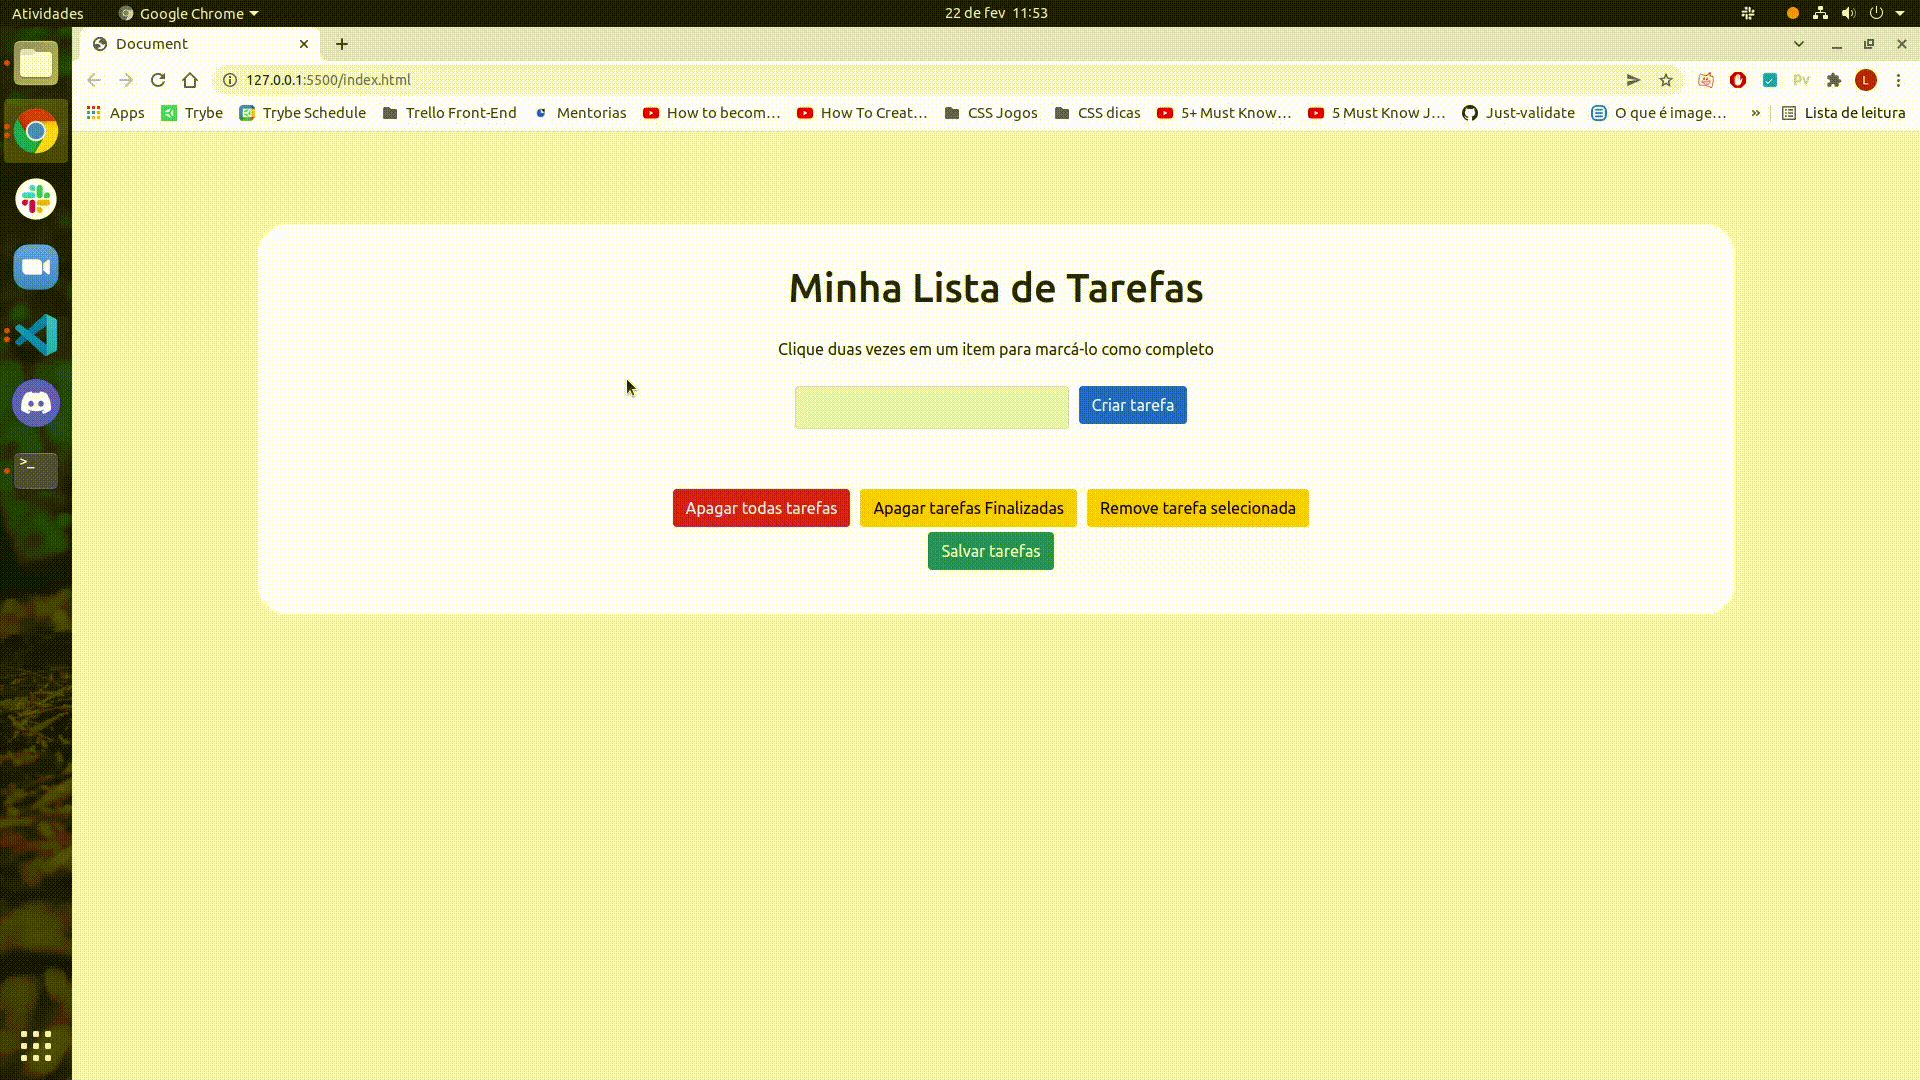 Atividades Google Chrome 22 de fev 11:53
Document
127.0.0.1:5500/index.html L
Apps Trybe Trybe Schedule Trello Front-End Mentorias How to becom… How To Creat… CSS Jogos CSS dicas 5+ Must Know… 5 Must Know J… Just-validate O que é image… » Lista de leitura
Minha Lista de Tarefas
Clique duas vezes em um item para marcá-lo como completo
Criar tarefa
Apagar todas tarefas Apagar tarefas Finalizadas Remove tarefa selecionada
Salvar tarefas